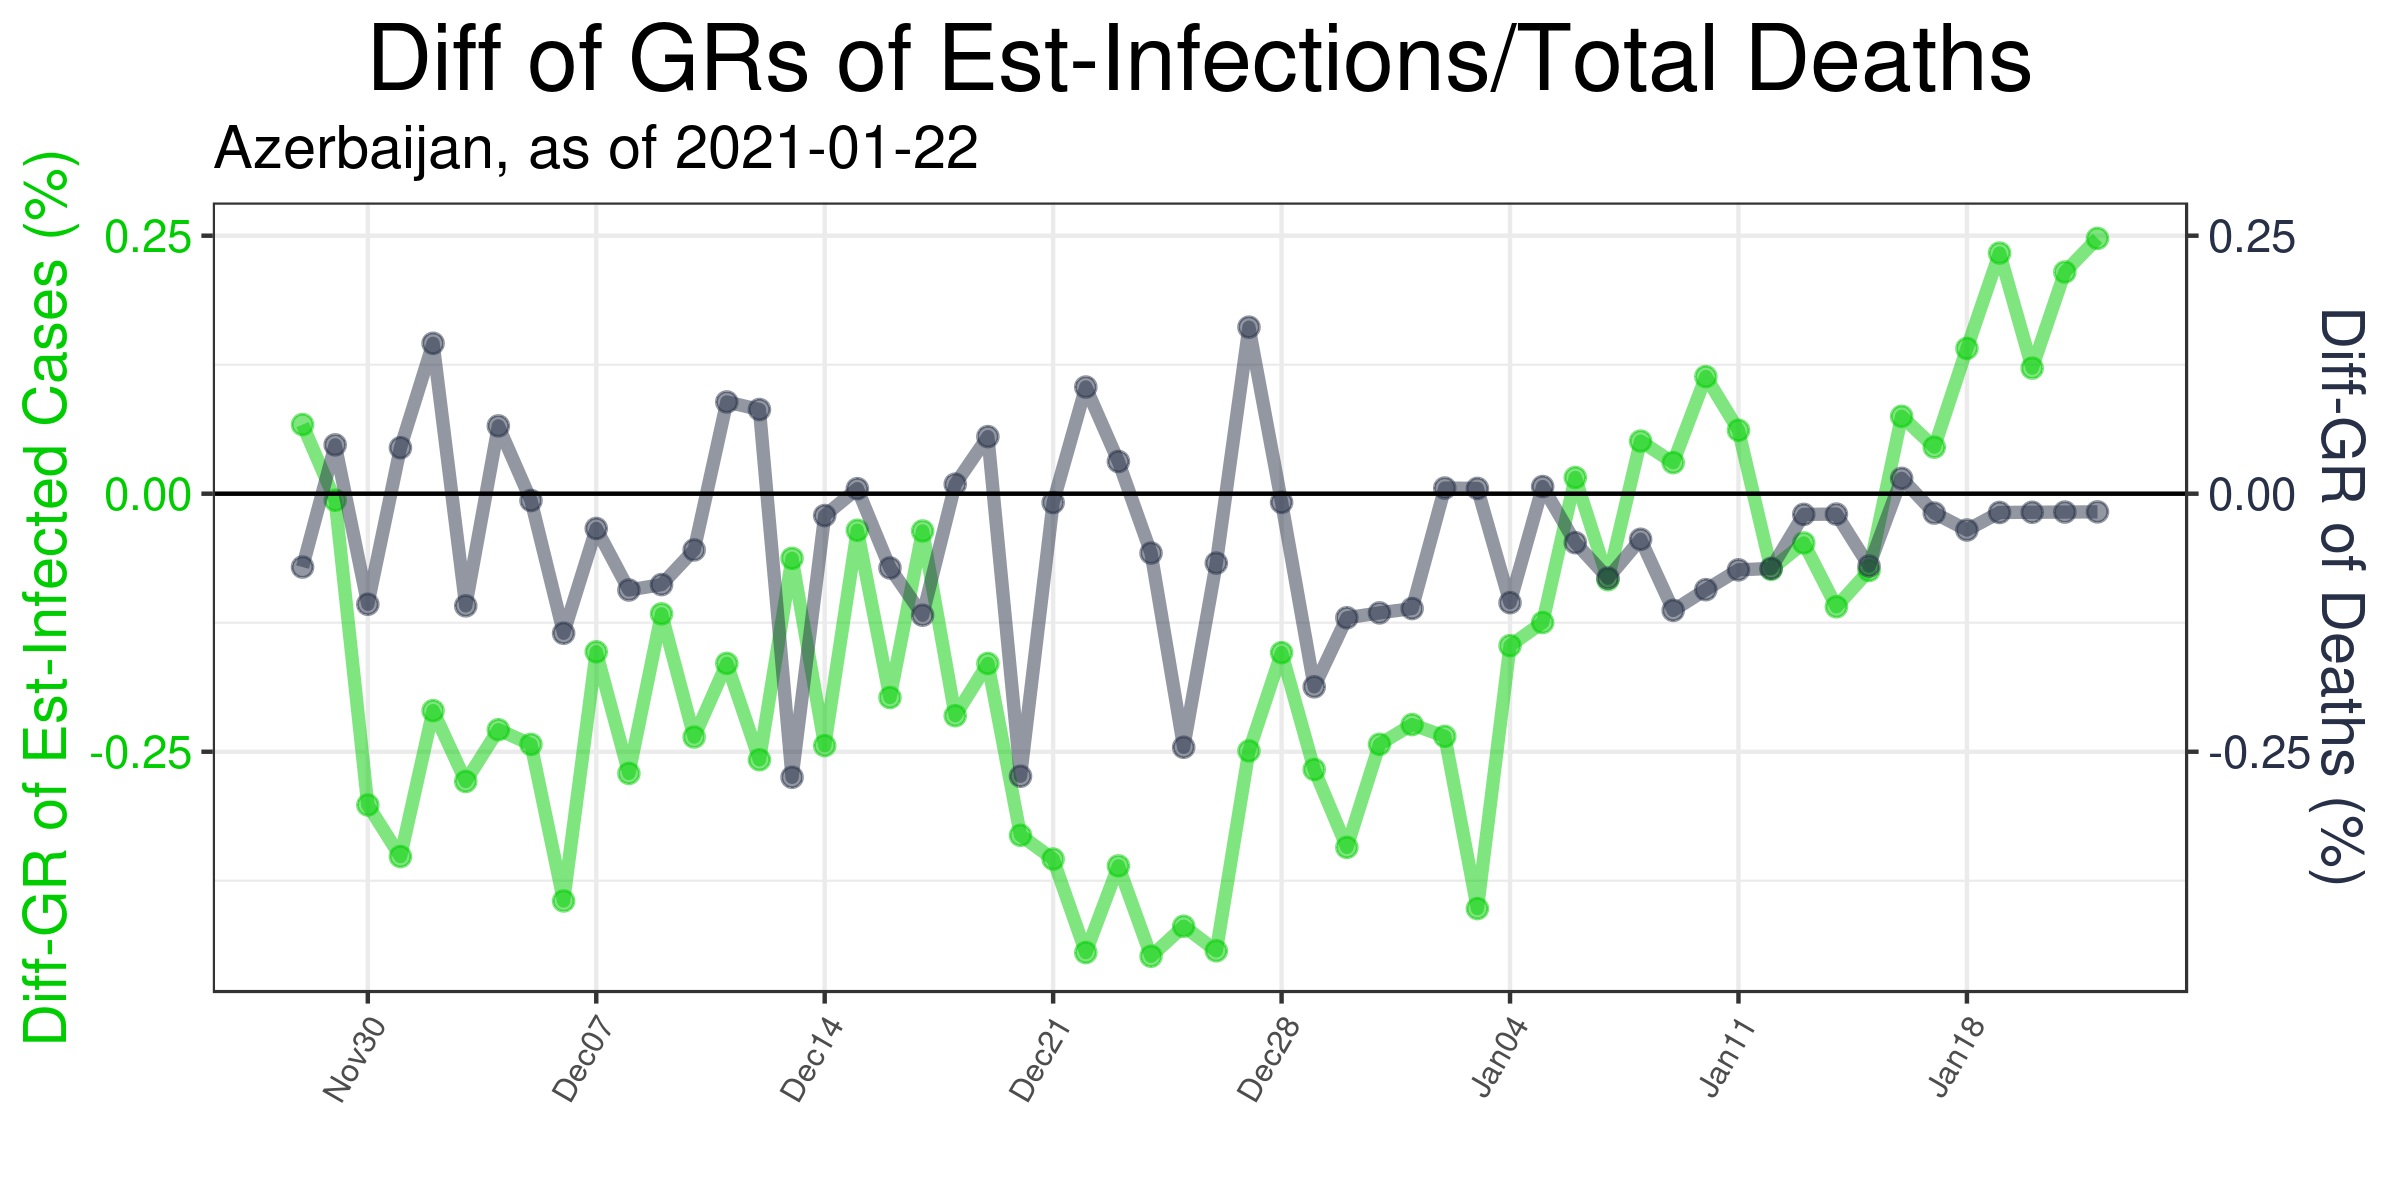 Diff of GRs of Est-Infections/Total Deaths
Azerbaijan, as of 2021-01-22
Diff-GR of Est-Infected Cases (%)
0.25
0.00
-0.25
0.25
0.00
-0.25
Diff-GR of Deaths (%)
Nov30
Dec07
Dec14
Dec21
Dec28
Jan04
Jan11
Jan18